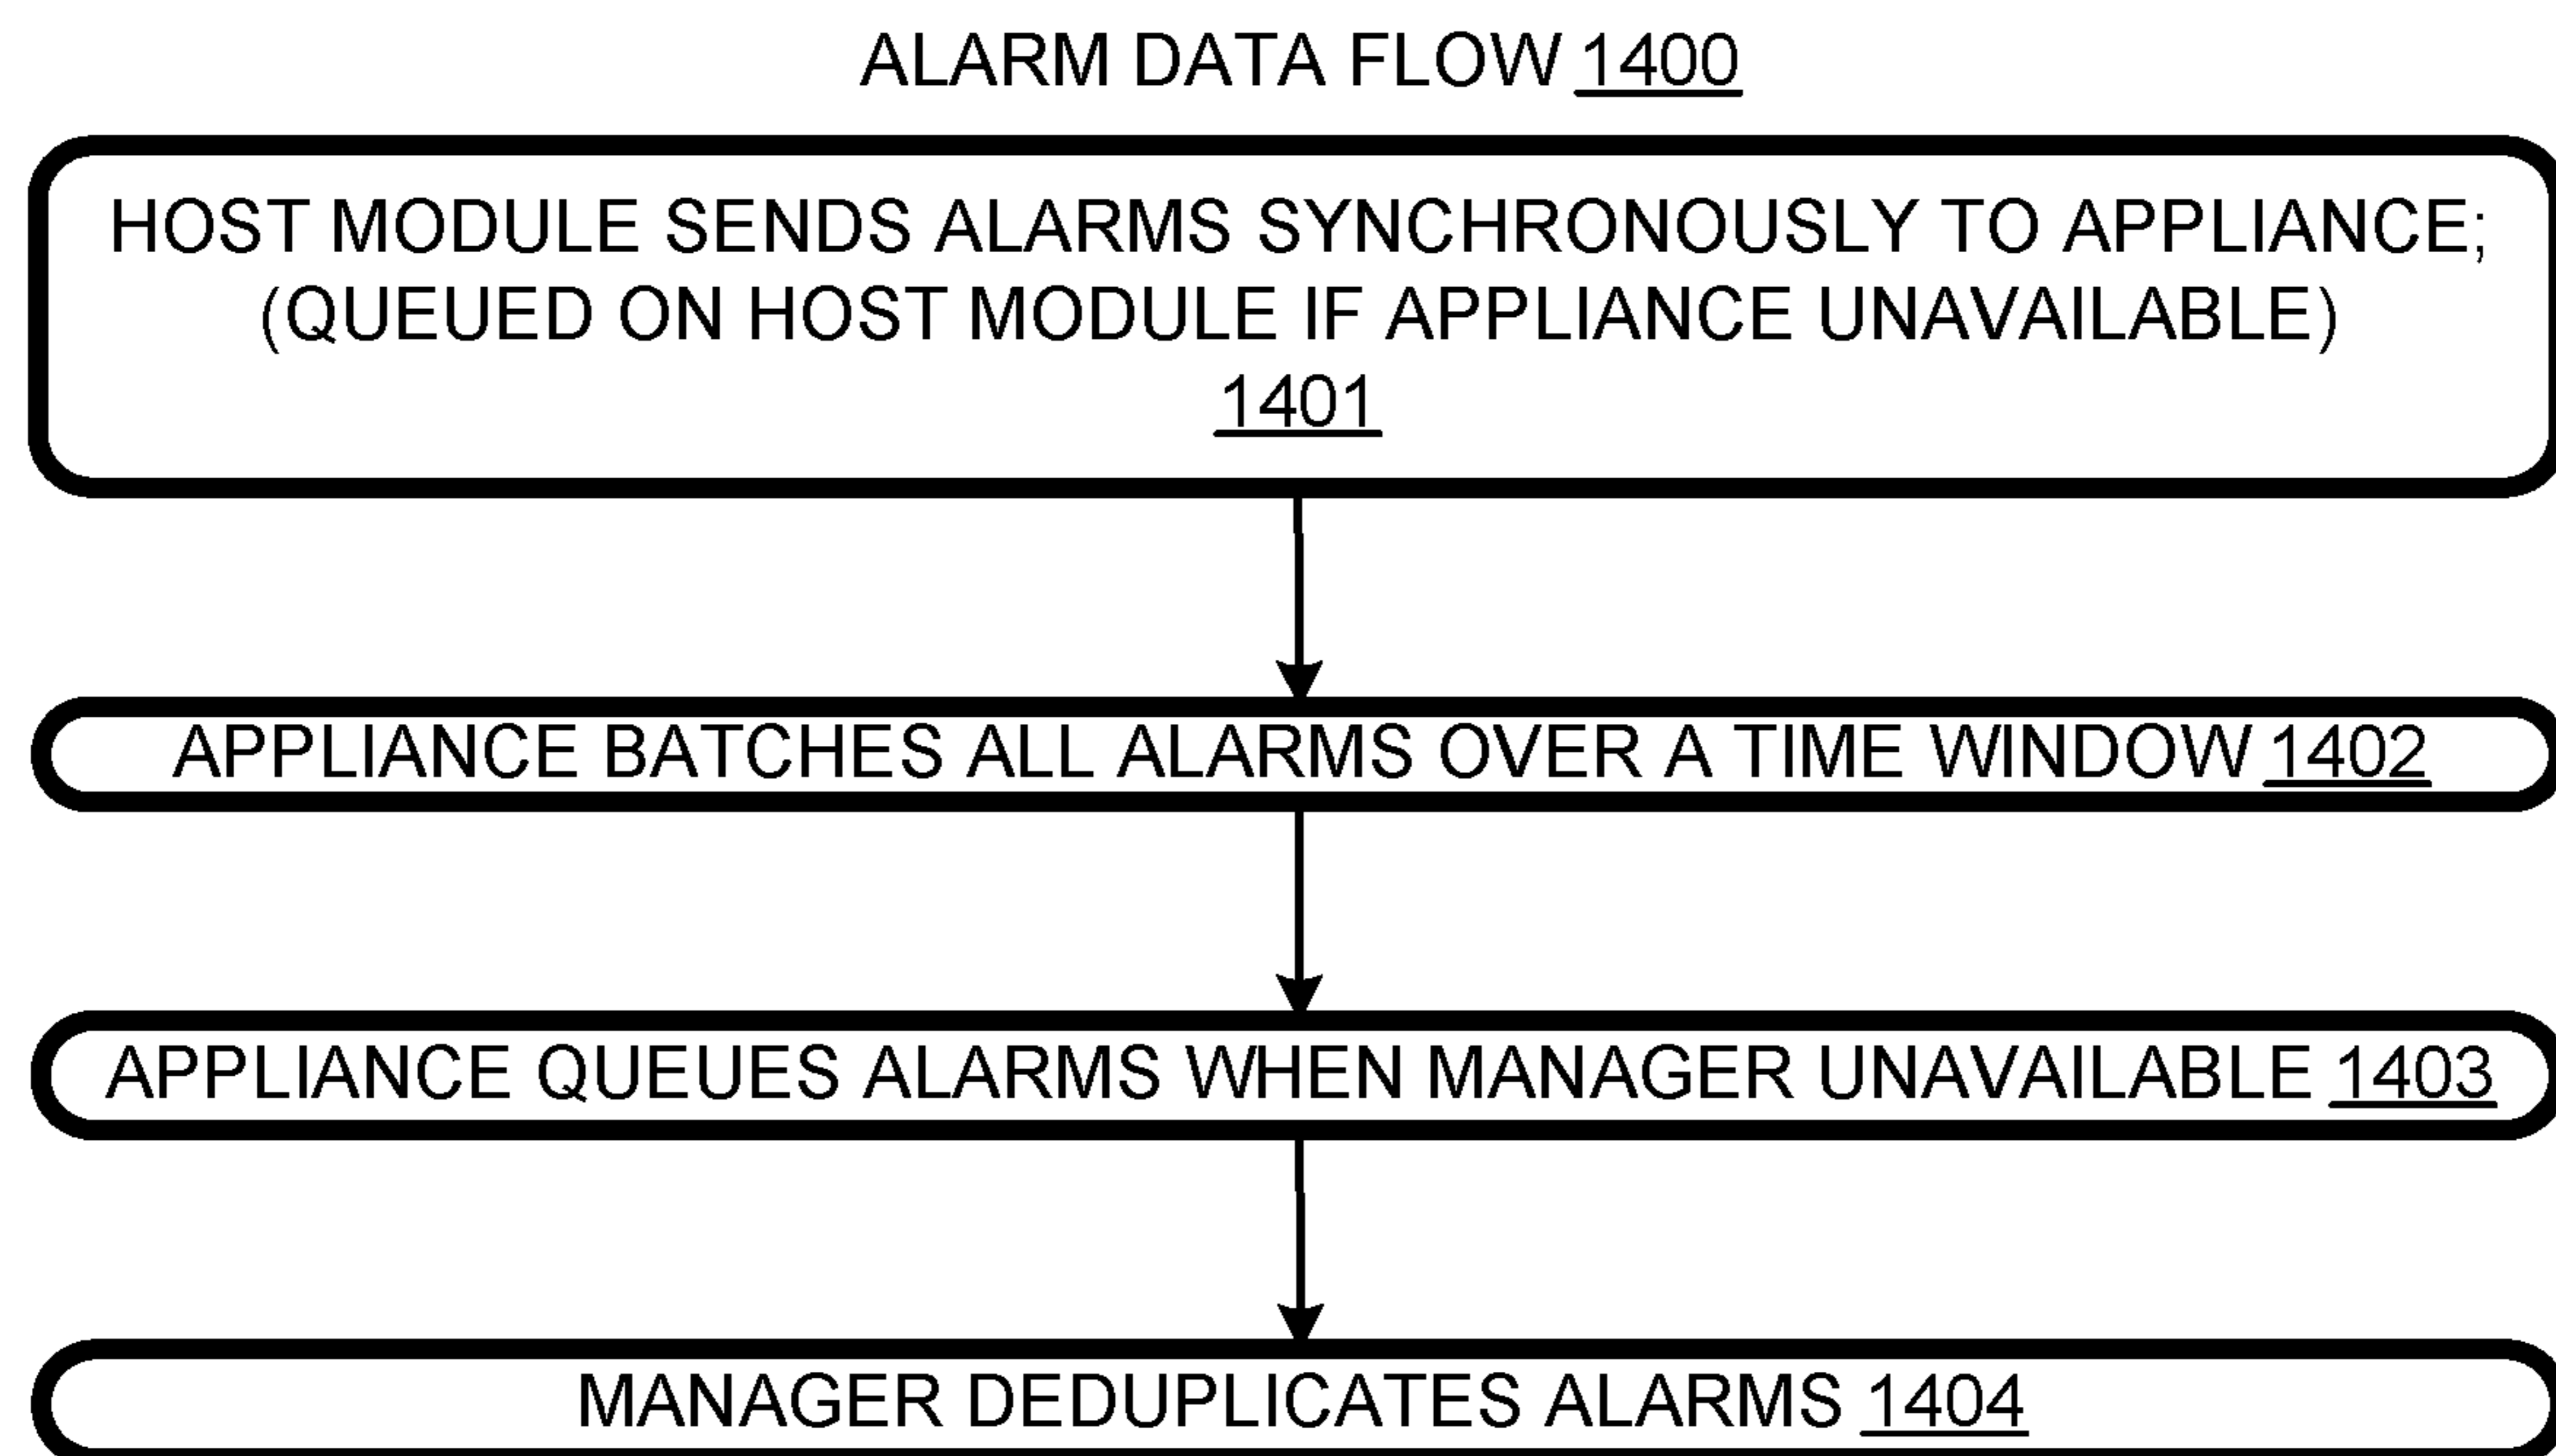 ALARM DATA FLOW 1400
HOST MODULE SENDS ALARMS SYNCHRONOUSLY TO APPLIANCE;
(QUEUED ON HOST MODULE IF APPLIANCE UNAVAILABLE)
1401
APPLIANCE BATCHES ALL ALARMS OVER A TIME WINDOW 1402
APPLIANCE QUEUES ALARMS WHEN MANAGER UNAVAILABLE 1403
MANAGER DEDUPLICATES ALARMS 1404